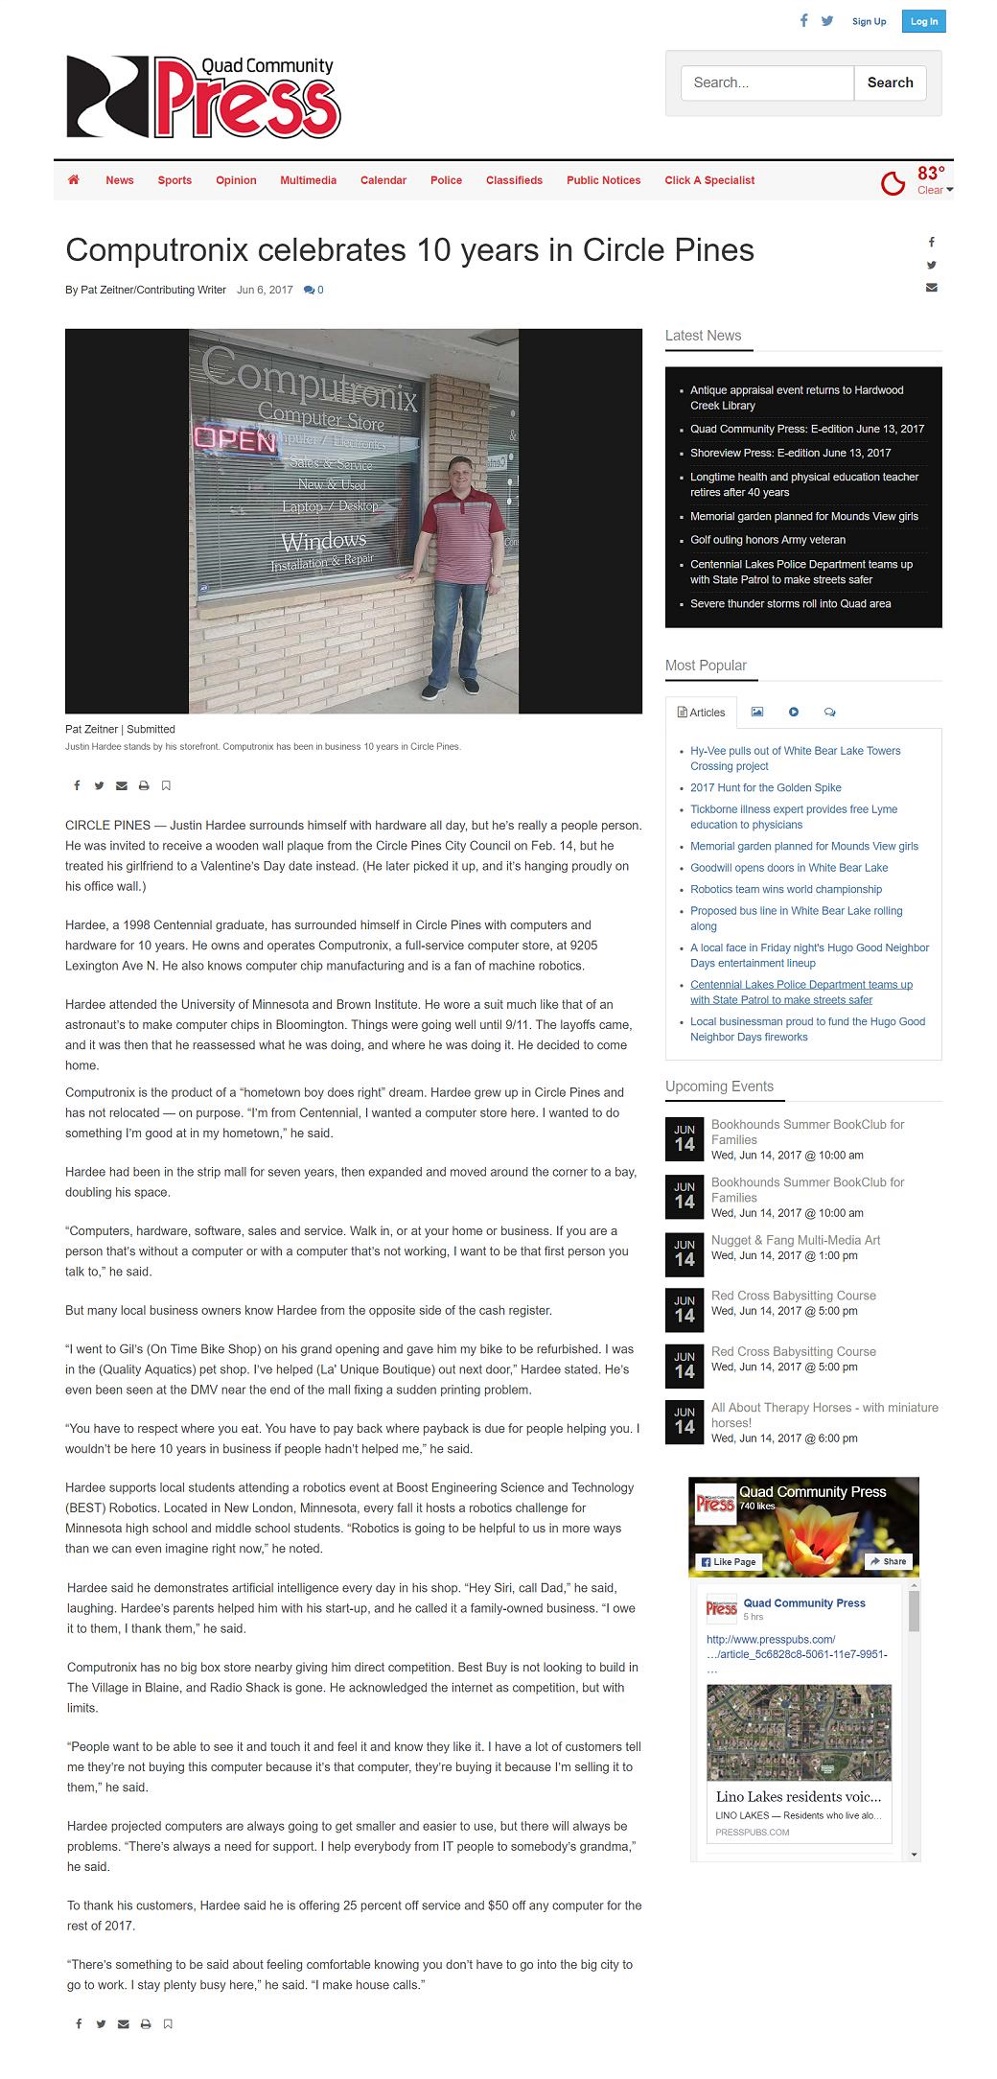 Sign Up
Log In
Quad Community
Press
Search...
Search
News
Sports
Opinion
Multimedia
Calendar
Police
Classifieds
Public Notices
Click A Specialist
83°
Clear
Computronix celebrates 10 years in Circle Pines
By Pat Zeitner/Contributing Writer Jun 6, 2017 0
Computronix
Computer Store
Computer / Electronics
OPEN
Sales & Service
New & Used
Laptop / Desktop
Windows
Installation & Repair
&
Pat Zeitner | Submitted
Justin Hardee stands by his storefront. Computronix has been in business 10 years in Circle Pines.
CIRCLE PINES — Justin Hardee surrounds himself with hardware all day, but he's really a people person.
He was invited to receive a wooden wall plaque from the Circle Pines City Council on Feb. 14, but he
treated his girlfriend to a Valentine's Day date instead. (He later picked it up, and it's hanging proudly on
his office wall.)
Hardee, a 1998 Centennial graduate, has surrounded himself in Circle Pines with computers and
hardware for 10 years. He owns and operates Computronix, a full-service computer store, at 9205
Lexington Ave N. He also knows computer chip manufacturing and is a fan of machine robotics.
Hardee attended the University of Minnesota and Brown Institute. He wore a suit much like that of an
astronaut's to make computer chips in Bloomington. Things were going well until 9/11. The layoffs came,
and it was then that he reassessed what he was doing, and where he was doing it. He decided to come
home.
Computronix is the product of a “hometown boy does right” dream. Hardee grew up in Circle Pines and
has not relocated — on purpose. “I'm from Centennial, I wanted a computer store here. I wanted to do
something I'm good at in my hometown,” he said.
Hardee had been in the strip mall for seven years, then expanded and moved around the corner to a bay,
doubling his space.
“Computers, hardware, software, sales and service. Walk in, or at your home or business. If you are a
person that's without a computer or with a computer that's not working, I want to be that first person you
talk to,” he said.
But many local business owners know Hardee from the opposite side of the cash register.
“I went to Gil's (On Time Bike Shop) on his grand opening and gave him my bike to be refurbished. I was
in the (Quality Aquatics) pet shop. I've helped (La' Unique Boutique) out next door,” Hardee stated. He's
even been seen at the DMV near the end of the mall fixing a sudden printing problem.
“You have to respect where you eat. You have to pay back where payback is due for people helping you. I
wouldn't be here 10 years in business if people hadn't helped me,” he said.
Hardee supports local students attending a robotics event at Boost Engineering Science and Technology
(BEST) Robotics. Located in New London, Minnesota, every fall it hosts a robotics challenge for
Minnesota high school and middle school students. “Robotics is going to be helpful to us in more ways
than we can even imagine right now,” he noted.
Hardee said he demonstrates artificial intelligence every day in his shop. “Hey Siri, call Dad,” he said,
laughing. Hardee's parents helped him with his start-up, and he called it a family-owned business. “I owe
it to them, I thank them,” he said.
Computronix has no big box store nearby giving him direct competition. Best Buy is not looking to build in
The Village in Blaine, and Radio Shack is gone. He acknowledged the internet as competition, but with
limits.
“People want to be able to see it and touch it and feel it and know they like it. I have a lot of customers tell
me they're not buying this computer because it's that computer, they're buying it because I'm selling it to
them,” he said.
Hardee projected computers are always going to get smaller and easier to use, but there will always be
problems. “There's always a need for support. I help everybody from IT people to somebody's grandma,”
he said.
To thank his customers, Hardee said he is offering 25 percent off service and $50 off any computer for the
rest of 2017.
“There's something to be said about feeling comfortable knowing you don't have to go into the big city to
go to work. I stay plenty busy here,” he said. “I make house calls.”
Latest News
Antique appraisal event returns to Hardwood
Creek Library
Quad Community Press: E-edition June 13, 2017
Shoreview Press: E-edition June 13, 2017
Longtime health and physical education teacher
retires after 40 years
Memorial garden planned for Mounds View girls
Golf outing honors Army veteran
Centennial Lakes Police Department teams up
with State Patrol to make streets safer
Severe thunder storms roll into Quad area
Most Popular
Articles
Hy-Vee pulls out of White Bear Lake Towers
Crossing project
2017 Hunt for the Golden Spike
Tickborne illness expert provides free Lyme
education to physicians
Memorial garden planned for Mounds View girls
Goodwill opens doors in White Bear Lake
Robotics team wins world championship
Proposed bus line in White Bear Lake rolling
along
A local face in Friday night's Hugo Good Neighbor
Days entertainment lineup
Centennial Lakes Police Department teams up
with State Patrol to make streets safer
Local businessman proud to fund the Hugo Good
Neighbor Days fireworks
Upcoming Events
JUN
14
Bookhounds Summer BookClub for
Families
Wed, Jun 14, 2017 @ 10:00 am
JUN
14
Bookhounds Summer BookClub for
Families
Wed, Jun 14, 2017 @ 10:00 am
JUN
14
Nugget & Fang Multi-Media Art
Wed, Jun 14, 2017 @ 1:00 pm
JUN
14
Red Cross Babysitting Course
Wed, Jun 14, 2017 @ 5:00 pm
JUN
14
Red Cross Babysitting Course
Wed, Jun 14, 2017 @ 5:00 pm
JUN
14
All About Therapy Horses - with miniature
horses!
Wed, Jun 14, 2017 @ 6:00 pm
Press
Quad Community Press
740 likes
Like Page
Share
Press
Quad Community Press
5 hrs
http://www.presspubs.com/
…/article_5c6828c8-5061-11e7-9951-
…
Lino Lakes residents voic...
LINO LAKES — Residents who live alo...
PRESSPUBS.COM